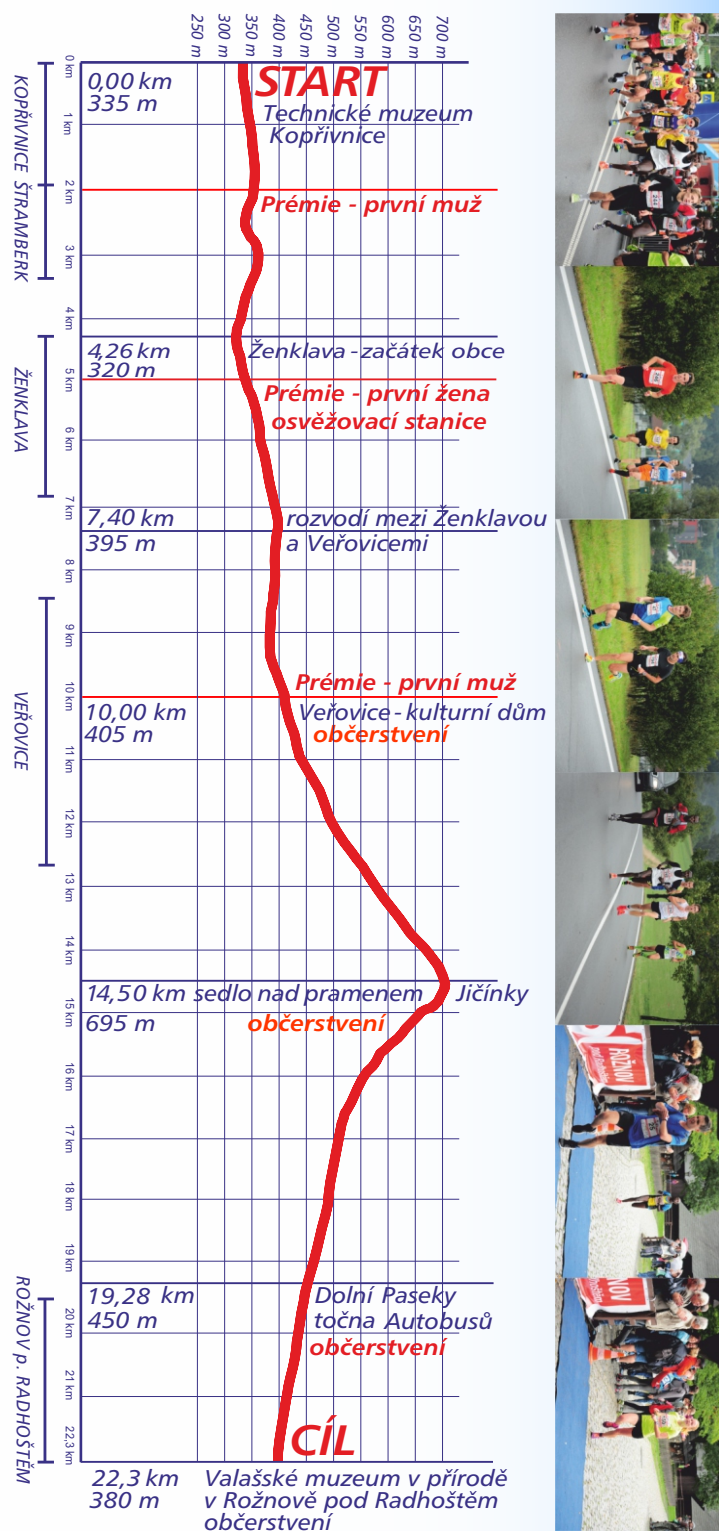 700 m
650 m
600 m
550 m
500 m
450 m
400 m
350 m
300 m
250 m
0 km
1 km
2 km
3 km
4 km
5 km
6 km
7 km
8 km
9 km
10 km
11 km
12 km
13 km
14 km
15 km
16 km
17 km
18 km
19 km
20 km
21 km
22,3 km
KOPŘIVNICE
ŠTRAMBERK
ŽENKLAVA
VEŘOVICE
ROŽNOV p. RADHOŠTĚM
0,00 km
335 m
START
Technické muzeum
Kopřivnice
Prémie - první muž
4,26 km
320 m
Ženklava - začátek obce
Prémie - první žena
osvěžovací stanice
7,40 km
395 m
rozvodí mezi Ženklavou
a Veřovicemi
Prémie - první muž
10,00 km
405 m
Veřovice - kulturní dům
občerstvení
14,50 km sedlo nad pramenem Jičínky
695 m
občerstvení
19,28 km
450 m
Dolní Paseky
točna Autobusů
občerstvení
CÍL
22,3 km
380 m
Valašské muzeum v přírodě
v Rožnově pod Radhoštěm
občerstvení
ROŽNOV